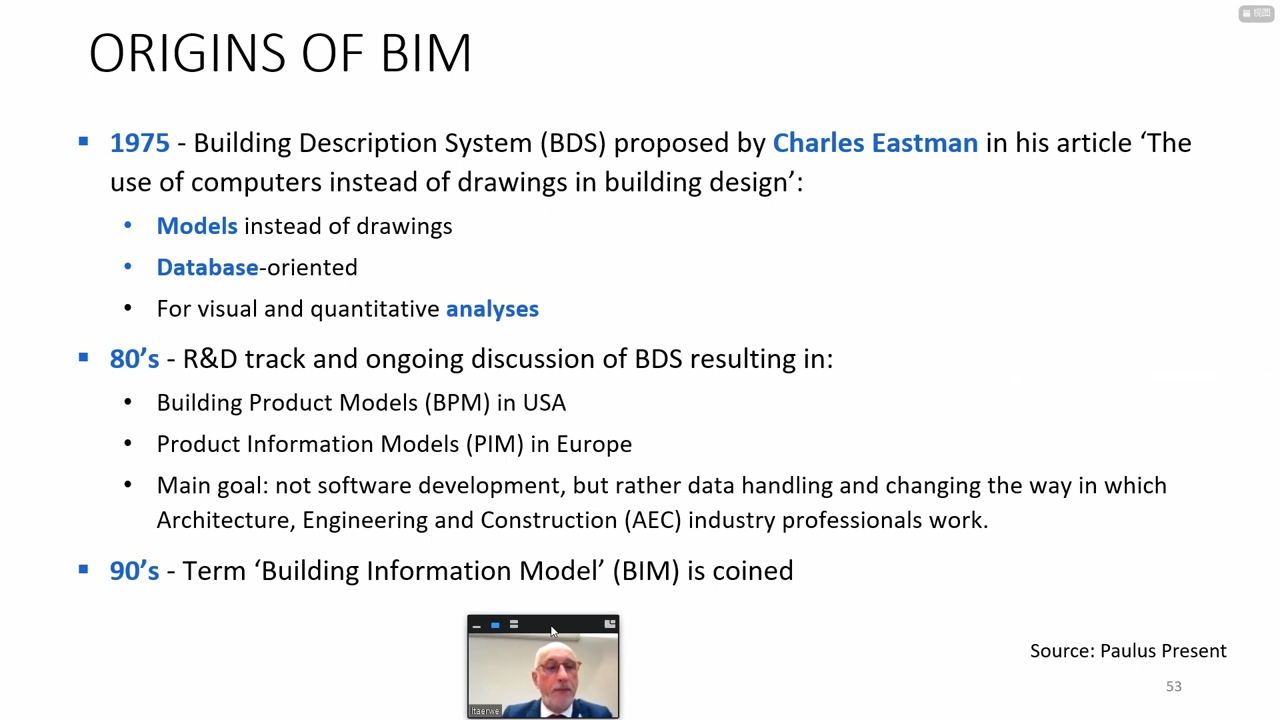 视图
ORIGINS OF BIM
▪ 1975 - Building Description System (BDS) proposed by Charles Eastman in his article ‘The
use of computers instead of drawings in building design’:
• Models instead of drawings
• Database-oriented
• For visual and quantitative analyses
▪ 80’s - R&D track and ongoing discussion of BDS resulting in:
• Building Product Models (BPM) in USA
• Product Information Models (PIM) in Europe
• Main goal: not software development, but rather data handling and changing the way in which
Architecture, Engineering and Construction (AEC) industry professionals work.
▪ 90’s - Term ‘Building Information Model’ (BIM) is coined
Source: Paulus Present
53